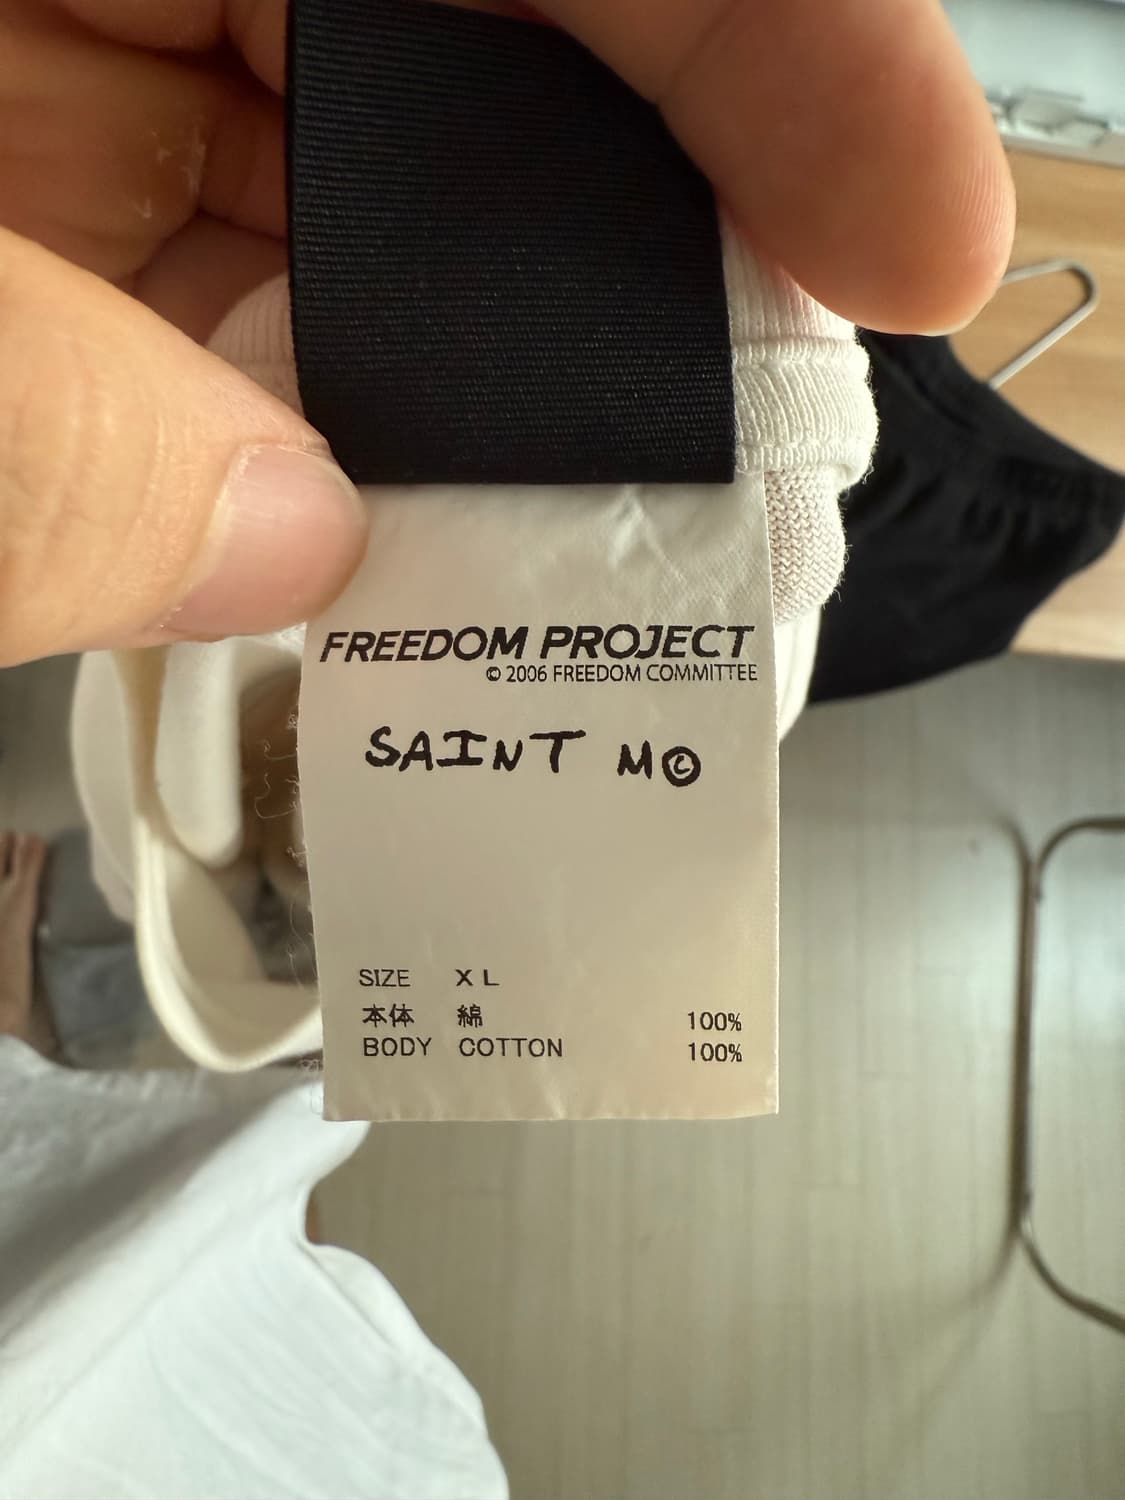 FREEDOM PROJECT
© 2006 FREEDOM COMMITTEE
SAINT M©
SIZE XL
本体 綿 100%
BODY COTTON 100%